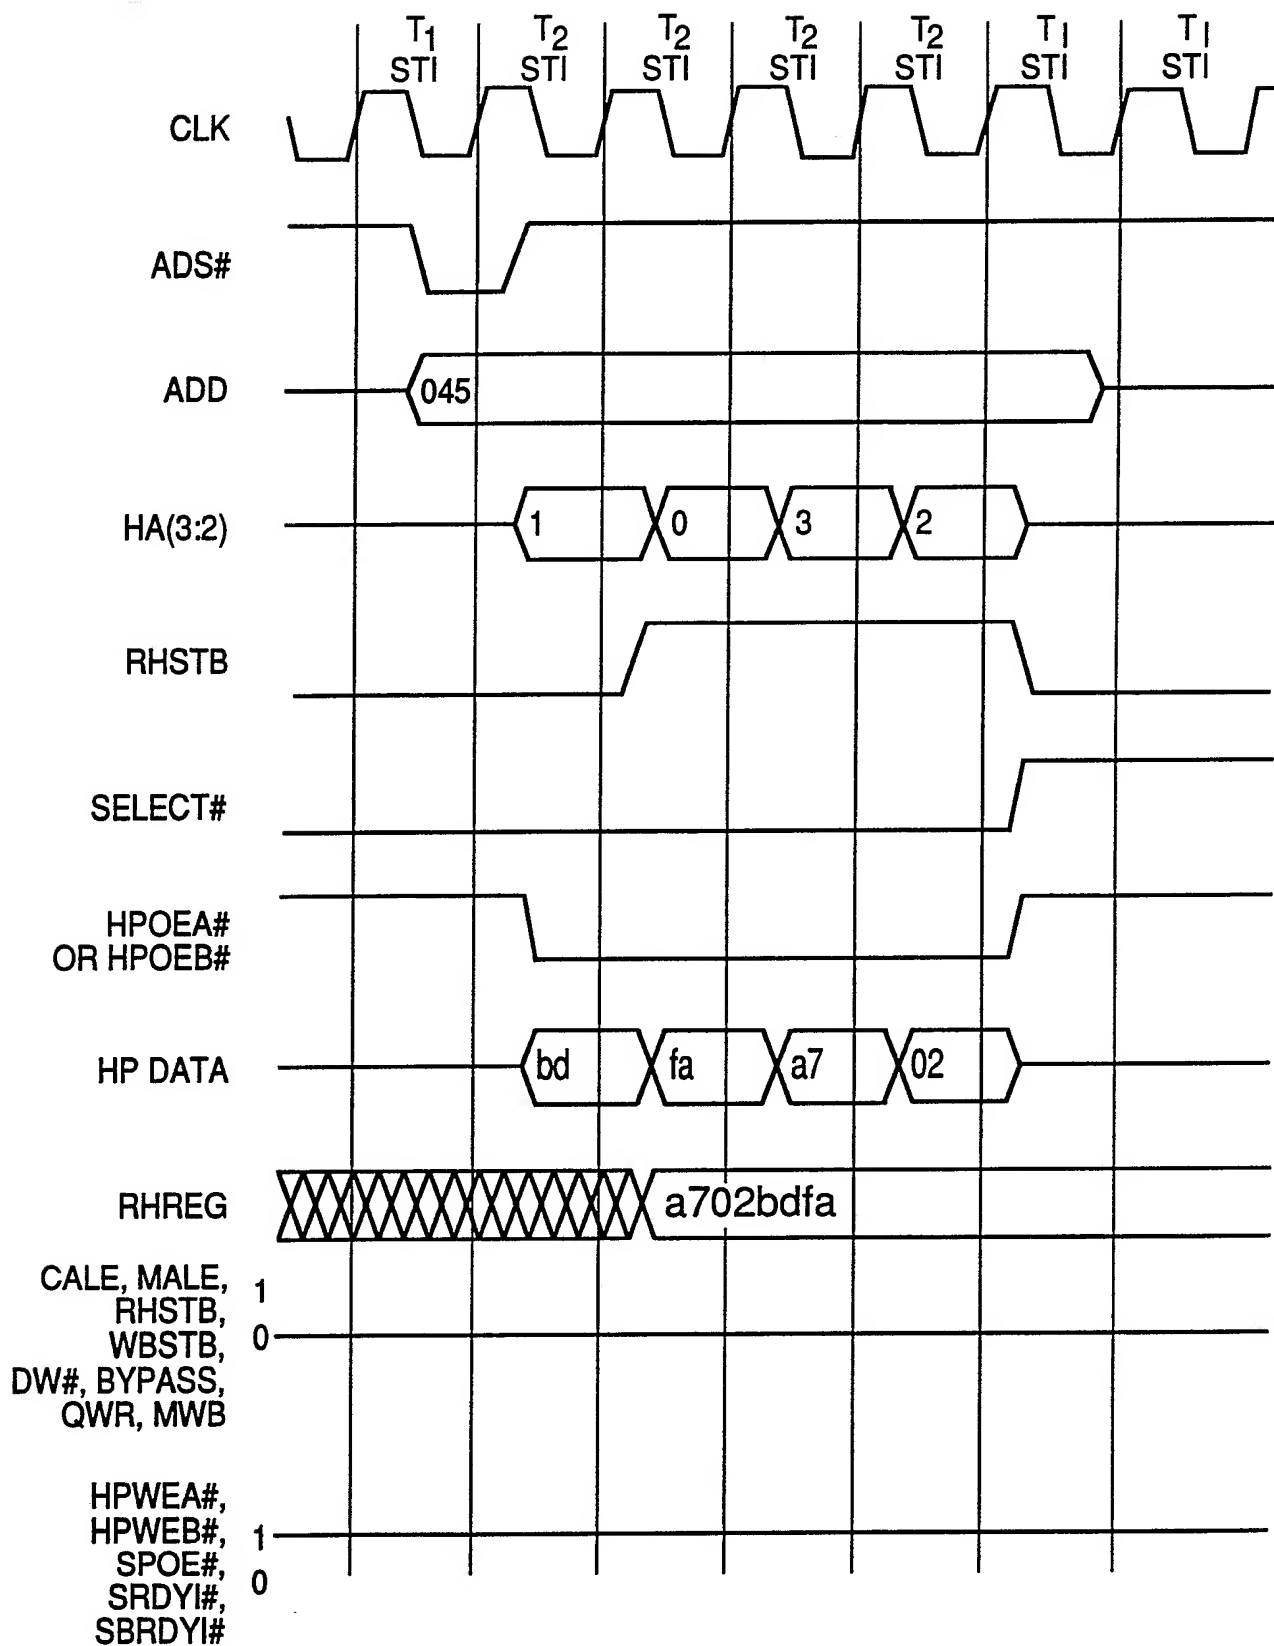 T1 T2 T2 T2 T2 TI TI
STI STI STI STI STI STI STI
CLK
ADS#
ADD 045
HA(3:2) 1 0 3 2
RHSTB
SELECT#
HPOEA#
OR HPOEB#
HP DATA bd fa a7 02
RHREG a702bdfa
CALE, MALE, 1
RHSTB,
WBSTB, 0
DW#, BYPASS,
QWR, MWB
HPWEA#,
HPWEB#, 1
SPOE#, 0
SRDYI#,
SBRDYI#